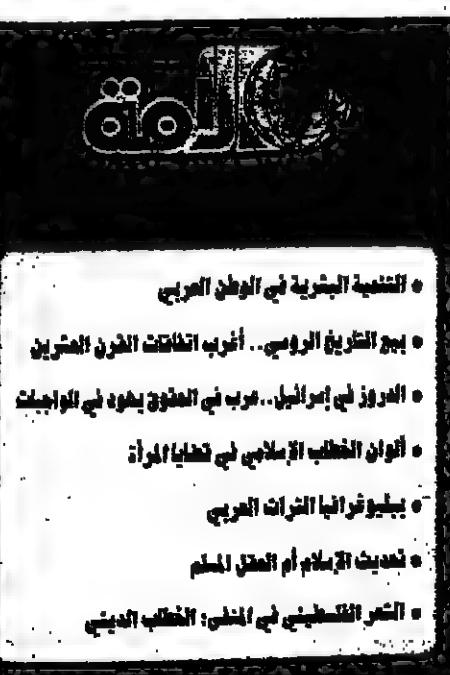 الكلمة
• التنمية البشرية في الوطن العربي
• بيع التاريخ الروسي.. أغرب اتفاقات القرن العشرين
• الدروز في إسرائيل.. عرب في الحقوق يهود في الواجبات
• ألوان الخطاب الإسلامي في قضايا المرأة
• ببليوغرافيا التراث العربي
• تحديث الإسلام أم العقل المسلم
• الشعر الفلسطيني في المنفى: الخطاب الديني